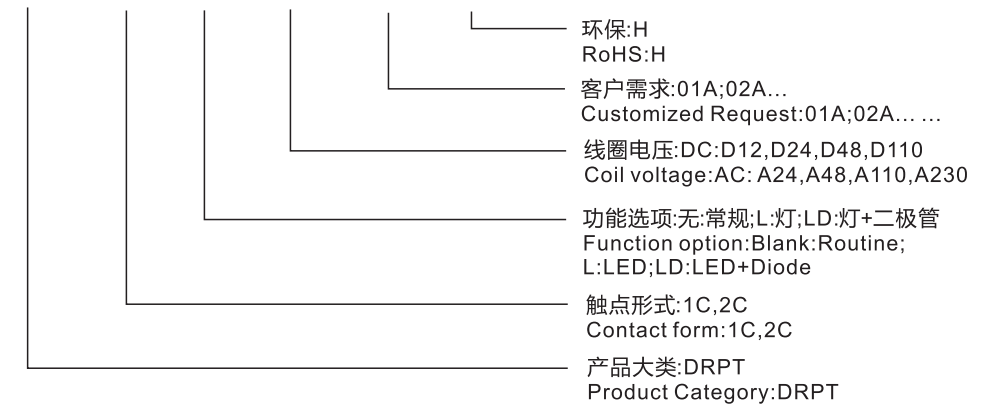 环保:H
RoHS:H
客户需求:01A;02A...
Customized Request:01A;02A... ...
线圈电压:DC:D12,D24,D48,D110
Coil voltage:AC: A24,A48,A110,A230
功能选项:无:常规;L:灯;LD:灯+二极管
Function option:Blank:Routine;
L:LED;LD:LED+Diode
触点形式:1C,2C
Contact form:1C,2C
产品大类:DRPT
Product Category:DRPT